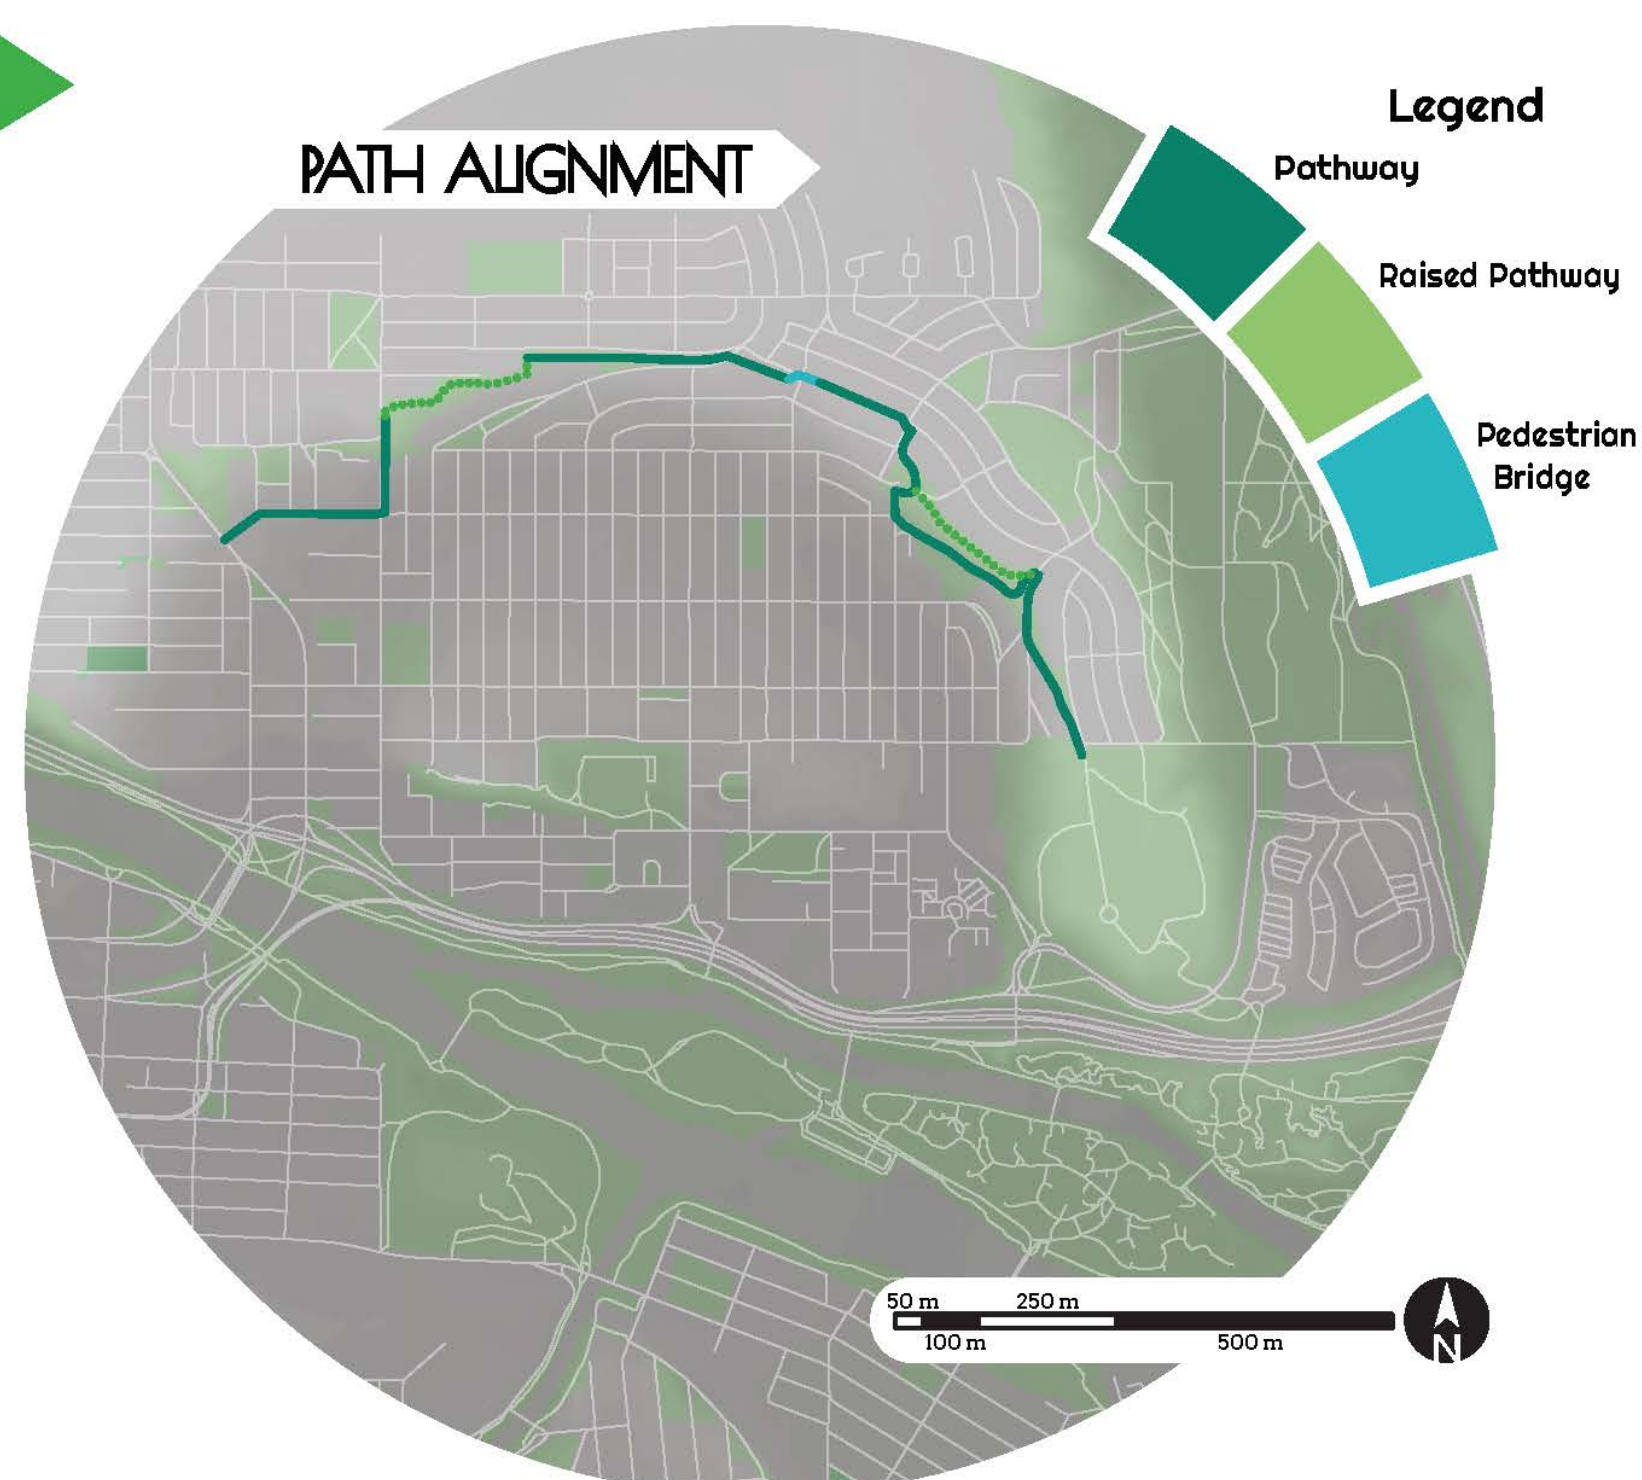 PATH ALIGNMENT
Legend
Pathway
Raised Pathway
Pedestrian
Bridge
50 m
250 m
100 m
500 m
N